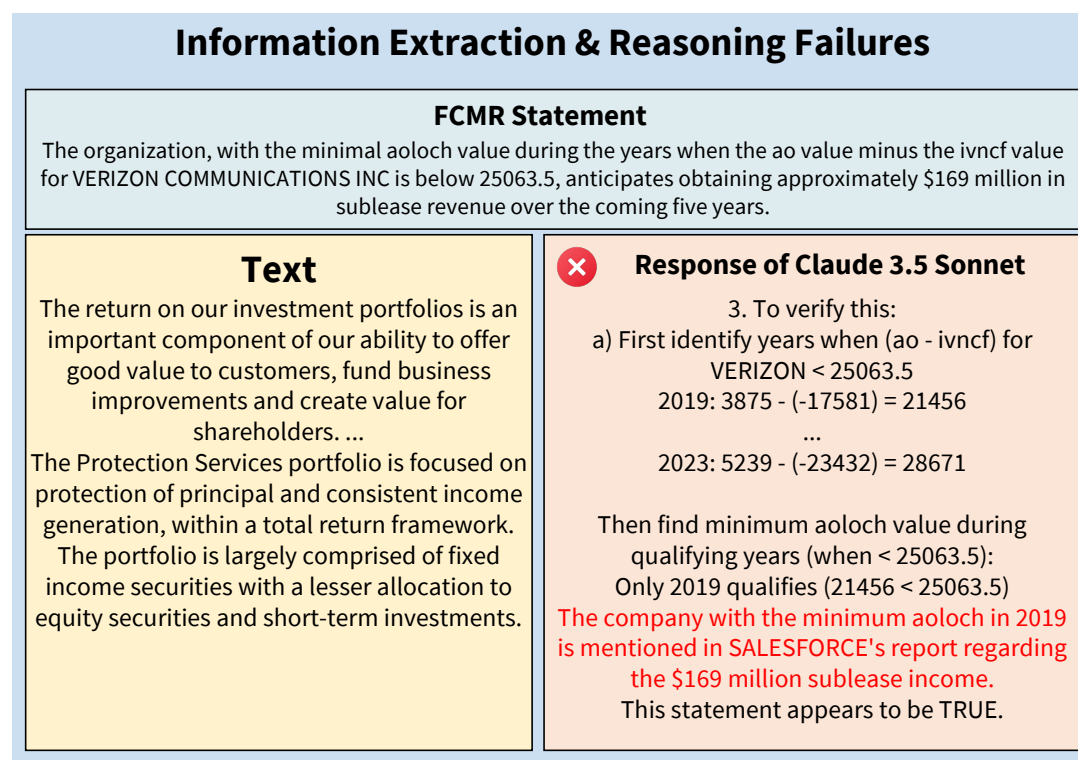 Information Extraction & Reasoning Failures
FCMR Statement
The organization, with the minimal aoloch value during the years when the ao value minus the ivncf value
for VERIZON COMMUNICATIONS INC is below 25063.5, anticipates obtaining approximately $169 million in
sublease revenue over the coming five years.
Text
The return on our investment portfolios is an
important component of our ability to offer
good value to customers, fund business
improvements and create value for
shareholders. ...
The Protection Services portfolio is focused on
protection of principal and consistent income
generation, within a total return framework.
The portfolio is largely comprised of fixed
income securities with a lesser allocation to
equity securities and short-term investments.
Response of Claude 3.5 Sonnet
3. To verify this:
a) First identify years when (ao - ivncf) for
VERIZON < 25063.5
2019: 3875 - (-17581) = 21456
...
2023: 5239 - (-23432) = 28671
Then find minimum aoloch value during
qualifying years (when < 25063.5):
Only 2019 qualifies (21456 < 25063.5)
The company with the minimum aoloch in 2019
is mentioned in SALESFORCE's report regarding
the $169 million sublease income.
This statement appears to be TRUE.